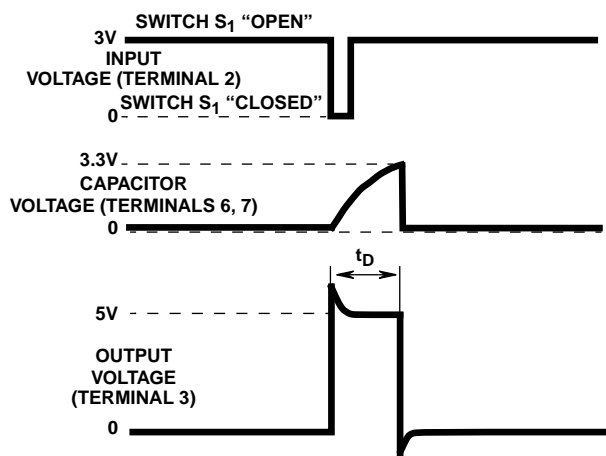 SWITCH S1 “OPEN”
3V
INPUT
VOLTAGE (TERMINAL 2)
SWITCH S1 “CLOSED”
0
3.3V
CAPACITOR
VOLTAGE (TERMINALS 6, 7)
0
tD
5V
OUTPUT
VOLTAGE
(TERMINAL 3)
0